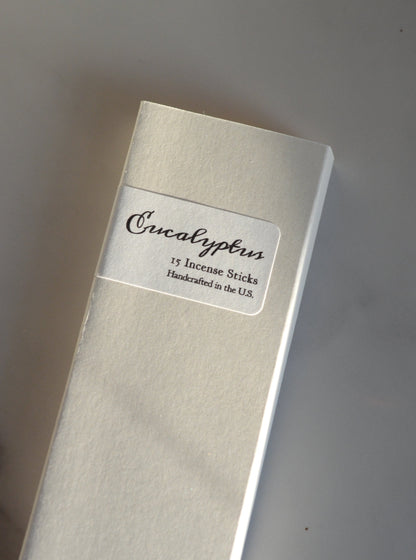 Eucalyptus
15 Incense Sticks
Handcrafted in the U.S.